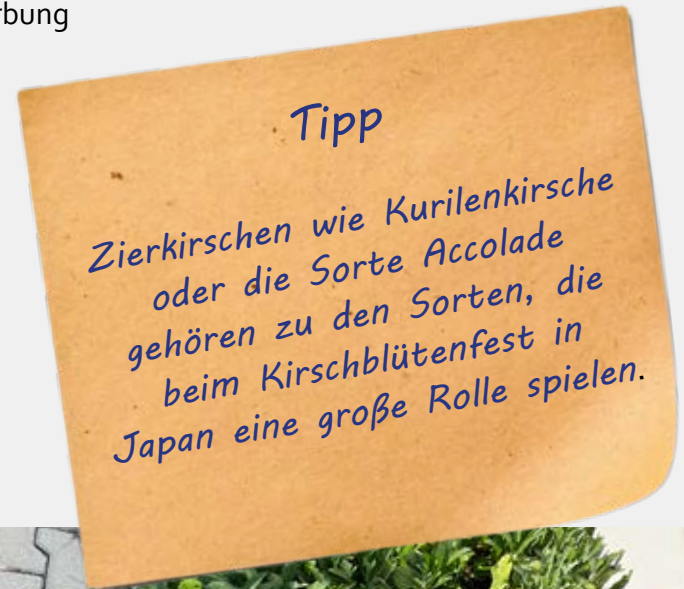 Tipp
Zierkirschen wie Kurilenkirsche
oder die Sorte Accolade
gehören zu den Sorten, die
beim Kirschblütenfest in
Japan eine große Rolle spielen.